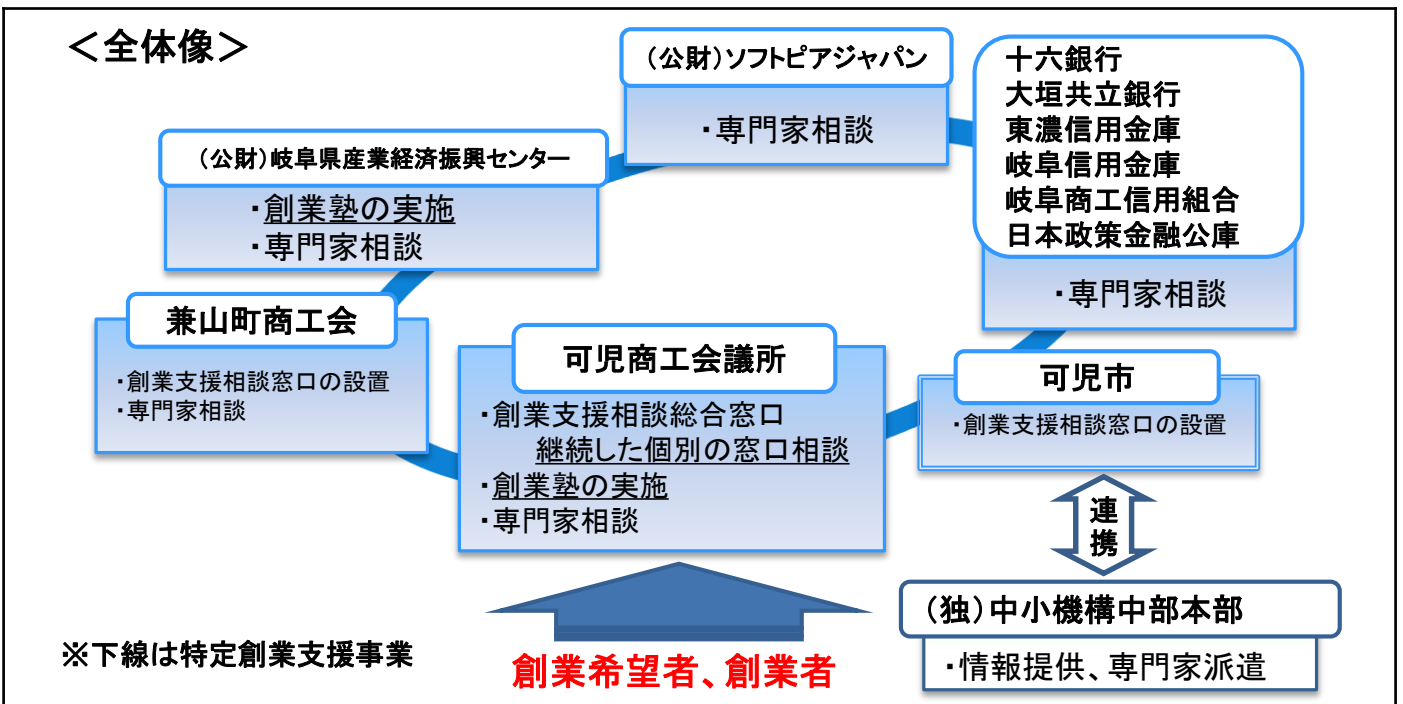 ＜全体像＞
（公財）ソフトピアジャパン
・専門家相談
十六銀行
大垣共立銀行
東濃信用金庫
岐阜信用金庫
岐阜商工信用組合
日本政策金融公庫
・専門家相談
（公財）岐阜県産業経済振興センター
・創業塾の実施
・専門家相談
兼山町商工会
・創業支援相談窓口の設置
・専門家相談
可児商工会議所
・創業支援相談総合窓口
継続した個別の窓口相談
・創業塾の実施
・専門家相談
可児市
・創業支援相談窓口の設置
連
携
（独）中小機構中部本部
・情報提供、専門家派遣
創業希望者、創業者
※下線は特定創業支援事業